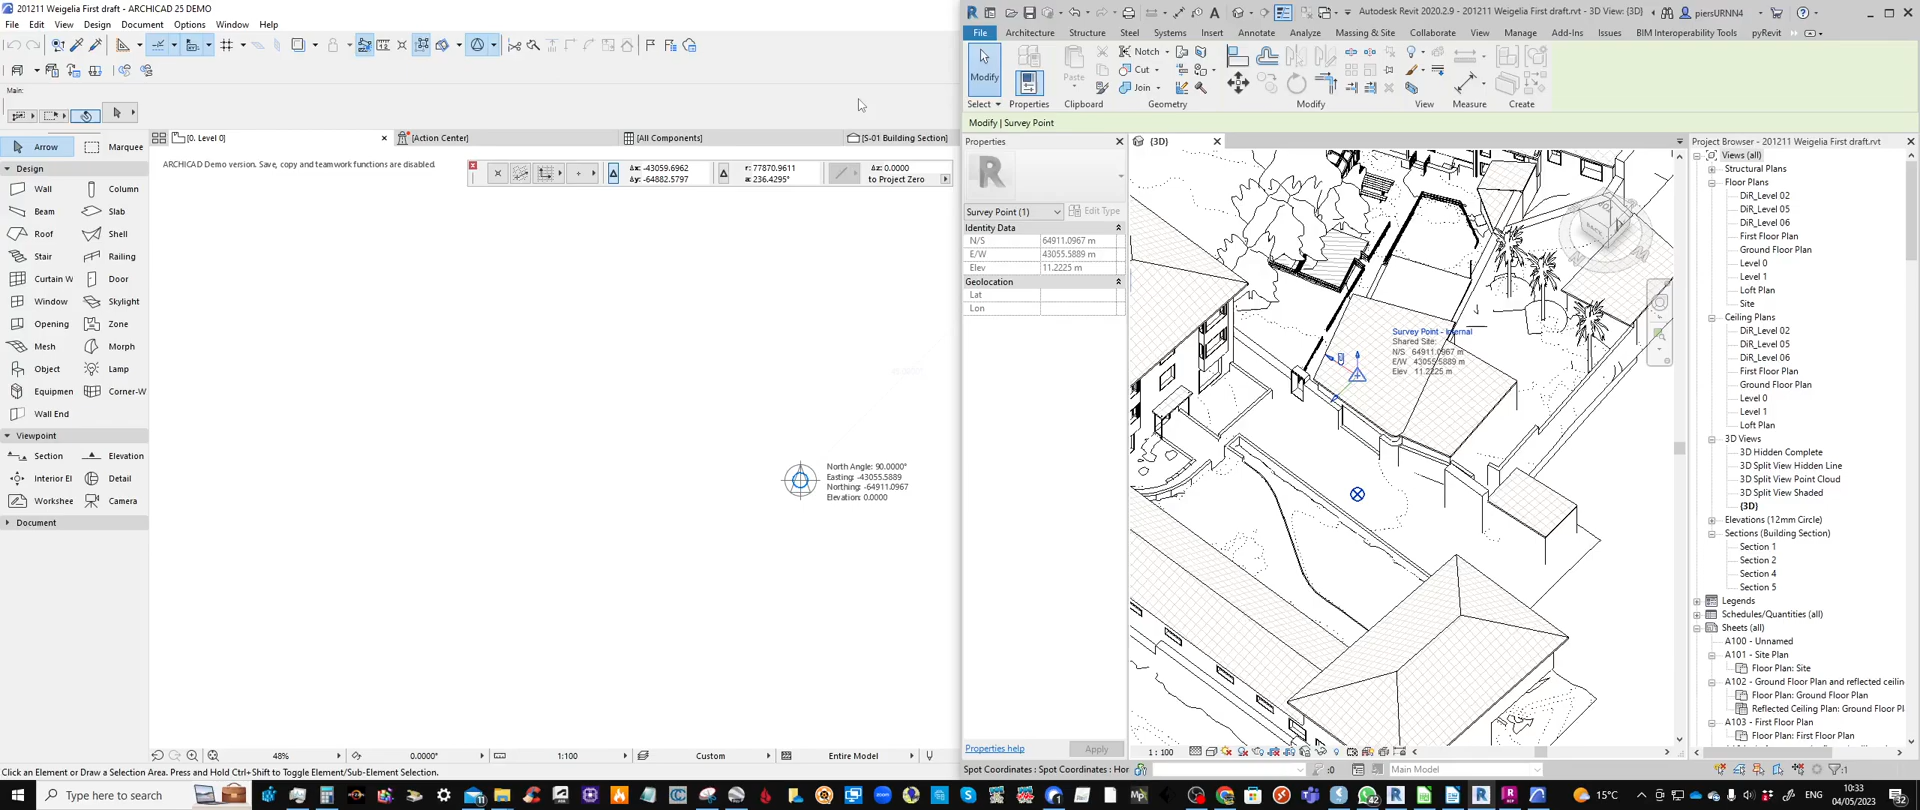 201211 Weigelia First draft - ARCHICAD 25 DEMO
File Edit View Design Document Options Window Help
Main:
[0. Level 0]
[Action Center]
[All Components]
[S-01 Building Section]
Arrow
Marquee
ARCHICAD Demo version. Save, copy and teamwork functions are disabled.
Δx: -43059.6962
Δy: -64882.5797
r: 77870.9611
a: 236.4295°
Δz: 0.0000
to Project Zero
Design
Wall
Column
Beam
Slab
Roof
Shell
Stair
Railing
Curtain W
Door
Window
Skylight
Opening
Zone
Mesh
Morph
Object
Lamp
Equipmen
Corner-W
Wall End
Viewpoint
Section
Elevation
Interior El
Detail
Workshee
Camera
Document
North Angle: 90.0000°
Easting: -43055.5889
Northing: -64911.0967
Elevation: 0.0000
48%
0.0000°
1:100
Custom
Entire Model
Click an Element or Draw a Selection Area. Press and Hold Ctrl+Shift to Toggle Element/Sub-Element Selection.
Autodesk Revit 2020.2.9 - 201211 Weigelia First draft.rvt - 3D View: {3D}
piersURNN4
File Architecture Structure Steel Systems Insert Annotate Analyze Massing & Site Collaborate View Manage Add-Ins Issues BIM Interoperability Tools pyRevit
Modify
Paste
Notch
Cut
Join
Select
Properties
Clipboard
Geometry
Modify
View
Measure
Create
Modify | Survey Point
Properties
Survey Point (1)
Edit Type
Identity Data
N/S 64911.0967 m
E/W 43055.5889 m
Elev 11.2225 m
Geolocation
Lat
Lon
Properties help
Apply
{3D}
Survey Point - Internal
Shared Site:
N/S 64911.0967 m
E/W 43055.5889 m
Elev 11.2225 m
BACK
1 : 100
Spot Coordinates : Spot Coordinates : Hor
:0
Main Model
:1
Project Browser - 201211 Weigelia First draft.rvt
Views (all)
Structural Plans
Floor Plans
DiR_Level 02
DiR_Level 05
DiR_Level 06
First Floor Plan
Ground Floor Plan
Level 0
Level 1
Loft Plan
Site
Ceiling Plans
DiR_Level 02
DiR_Level 05
DiR_Level 06
First Floor Plan
Ground Floor Plan
Level 0
Level 1
Loft Plan
3D Views
3D Hidden Complete
3D Split View Hidden Line
3D Split View Point Cloud
3D Split View Shaded
{3D}
Elevations (12mm Circle)
Sections (Building Section)
Section 1
Section 2
Section 4
Section 5
Legends
Schedules/Quantities (all)
Sheets (all)
A100 - Unnamed
A101 - Site Plan
Floor Plan: Site
A102 - Ground Floor Plan and reflected ceilin
Floor Plan: Ground Floor Plan
Reflected Ceiling Plan: Ground Floor Pl
A103 - First Floor Plan
Floor Plan: First Floor Plan
Type here to search
15°C
ENG
10:33
04/05/2023